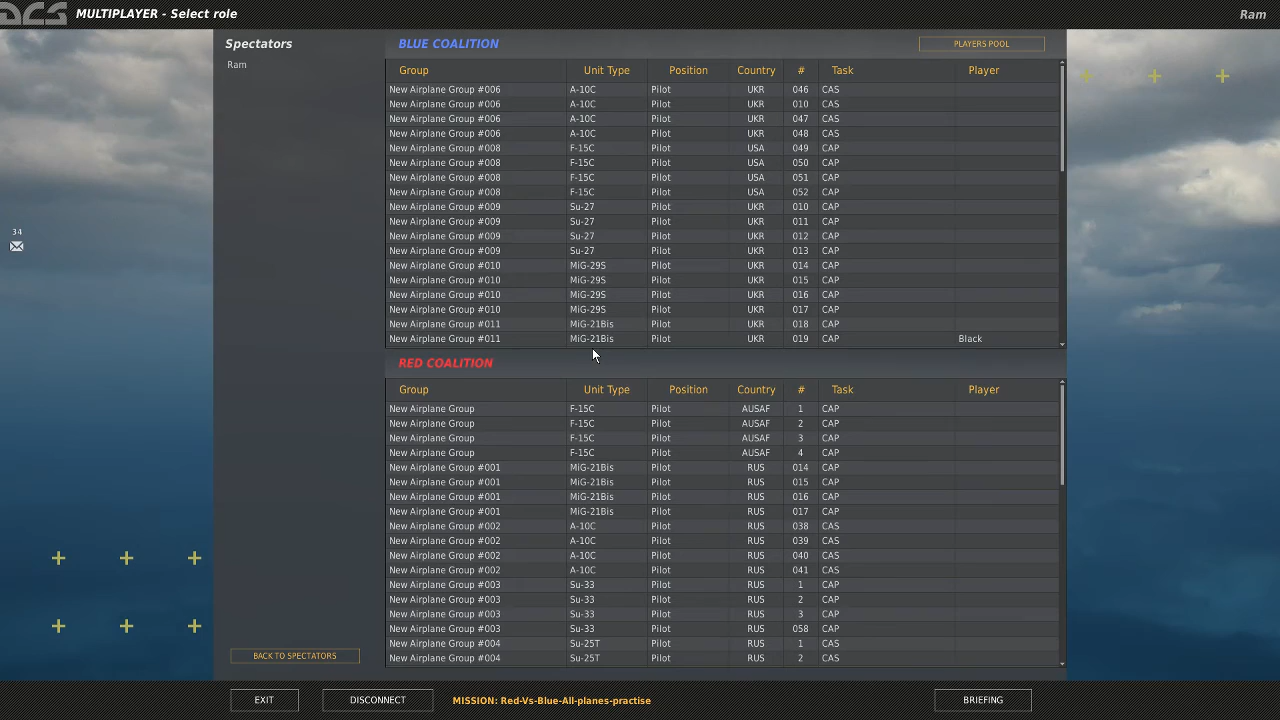 DCS MULTIPLAYER - Select role Ram
Spectators
Ram
34
BLUE COALITION PLAYERS POOL
Group Unit Type Position Country # Task Player
New Airplane Group #006 A-10C Pilot UKR 046 CAS
New Airplane Group #006 A-10C Pilot UKR 010 CAS
New Airplane Group #006 A-10C Pilot UKR 047 CAS
New Airplane Group #006 A-10C Pilot UKR 048 CAS
New Airplane Group #008 F-15C Pilot USA 049 CAP
New Airplane Group #008 F-15C Pilot USA 050 CAP
New Airplane Group #008 F-15C Pilot USA 051 CAP
New Airplane Group #008 F-15C Pilot USA 052 CAP
New Airplane Group #009 Su-27 Pilot UKR 010 CAP
New Airplane Group #009 Su-27 Pilot UKR 011 CAP
New Airplane Group #009 Su-27 Pilot UKR 012 CAP
New Airplane Group #009 Su-27 Pilot UKR 013 CAP
New Airplane Group #010 MiG-29S Pilot UKR 014 CAP
New Airplane Group #010 MiG-29S Pilot UKR 015 CAP
New Airplane Group #010 MiG-29S Pilot UKR 016 CAP
New Airplane Group #010 MiG-29S Pilot UKR 017 CAP
New Airplane Group #011 MiG-21Bis Pilot UKR 018 CAP
New Airplane Group #011 MiG-21Bis Pilot UKR 019 CAP Black
RED COALITION
Group Unit Type Position Country # Task Player
New Airplane Group F-15C Pilot AUSAF 1 CAP
New Airplane Group F-15C Pilot AUSAF 2 CAP
New Airplane Group F-15C Pilot AUSAF 3 CAP
New Airplane Group F-15C Pilot AUSAF 4 CAP
New Airplane Group #001 MiG-21Bis Pilot RUS 014 CAP
New Airplane Group #001 MiG-21Bis Pilot RUS 015 CAP
New Airplane Group #001 MiG-21Bis Pilot RUS 016 CAP
New Airplane Group #001 MiG-21Bis Pilot RUS 017 CAP
New Airplane Group #002 A-10C Pilot RUS 038 CAS
New Airplane Group #002 A-10C Pilot RUS 039 CAS
New Airplane Group #002 A-10C Pilot RUS 040 CAS
New Airplane Group #002 A-10C Pilot RUS 041 CAS
New Airplane Group #003 Su-33 Pilot RUS 1 CAP
New Airplane Group #003 Su-33 Pilot RUS 2 CAP
New Airplane Group #003 Su-33 Pilot RUS 3 CAP
New Airplane Group #003 Su-33 Pilot RUS 058 CAP
New Airplane Group #004 Su-25T Pilot RUS 1 CAS
New Airplane Group #004 Su-25T Pilot RUS 2 CAS
BACK TO SPECTATORS
EXIT DISCONNECT MISSION: Red-Vs-Blue-All-planes-practise BRIEFING